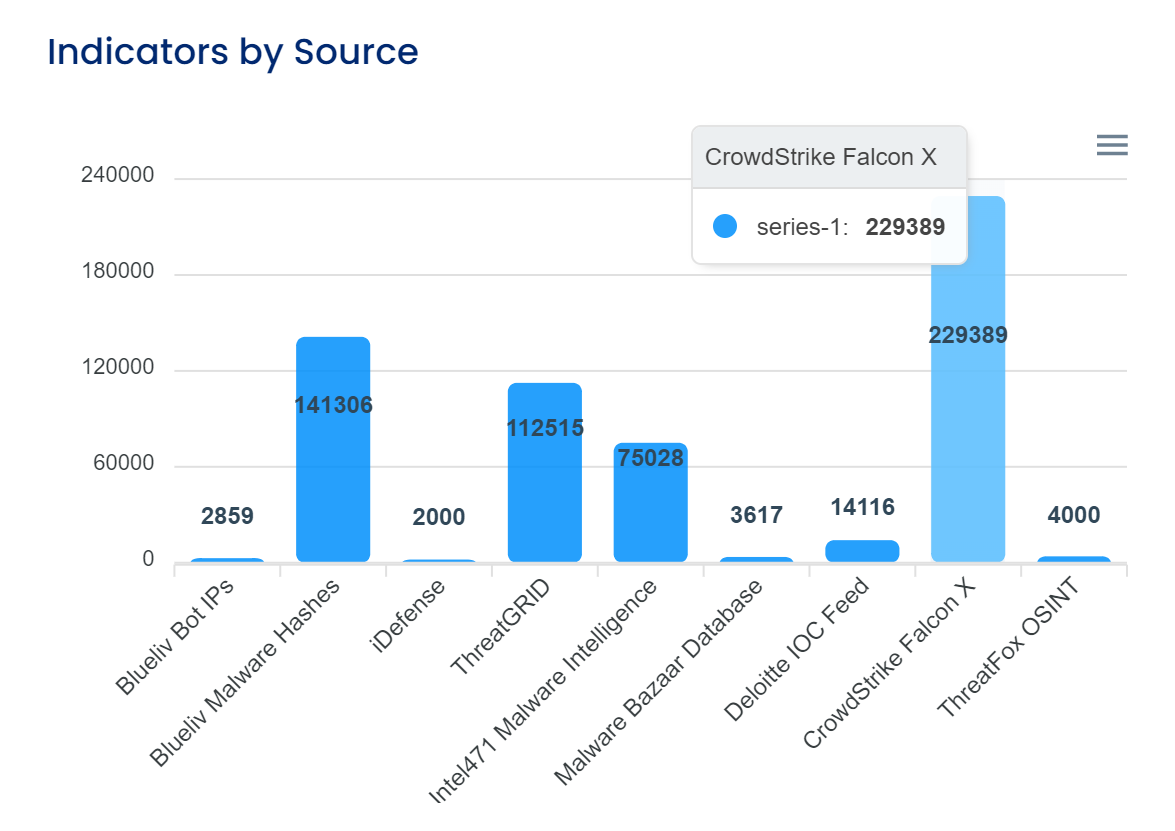 Indicators by Source
CrowdStrike Falcon X
series-1: 229389
240000
180000
120000
60000
0
2859
141306
2000
112515
75028
3617
14116
229389
4000
Blueliv Bot IPs
Blueliv Malware Hashes
iDefense
ThreatGRID
Intel471 Malware Intelligence
Malware Bazaar Database
Deloitte IOC Feed
CrowdStrike Falcon X
ThreatFox OSINT